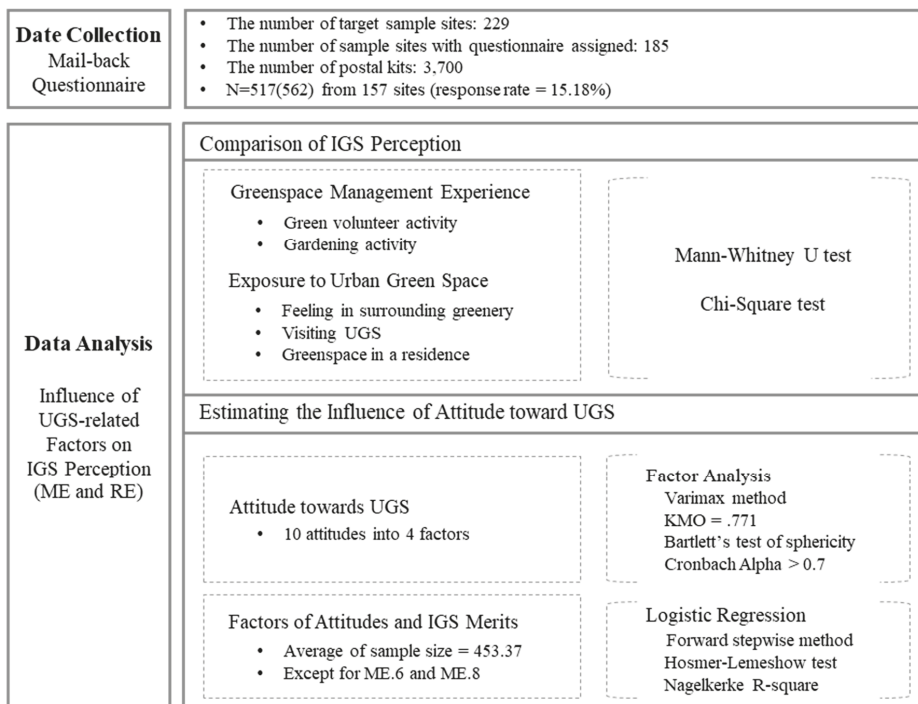 Date Collection
Mail-back
Questionnaire
• The number of target sample sites: 229
• The number of sample sites with questionnaire assigned: 185
• The number of postal kits: 3,700
• N=517(562) from 157 sites (response rate = 15.18%)
Data Analysis
Influence of
UGS-related
Factors on
IGS Perception
(ME and RE)
Comparison of IGS Perception
Greenspace Management Experience
• Green volunteer activity
• Gardening activity
Exposure to Urban Green Space
• Feeling in surrounding greenery
• Visiting UGS
• Greenspace in a residence
Mann-Whitney U test
Chi-Square test
Estimating the Influence of Attitude toward UGS
Attitude towards UGS
• 10 attitudes into 4 factors
Factor Analysis
Varimax method
KMO = .771
Bartlett's test of sphericity
Cronbach Alpha > 0.7
Factors of Attitudes and IGS Merits
• Average of sample size = 453.37
• Except for ME.6 and ME.8
Logistic Regression
Forward stepwise method
Hosmer-Lemeshow test
Nagelkerke R-square